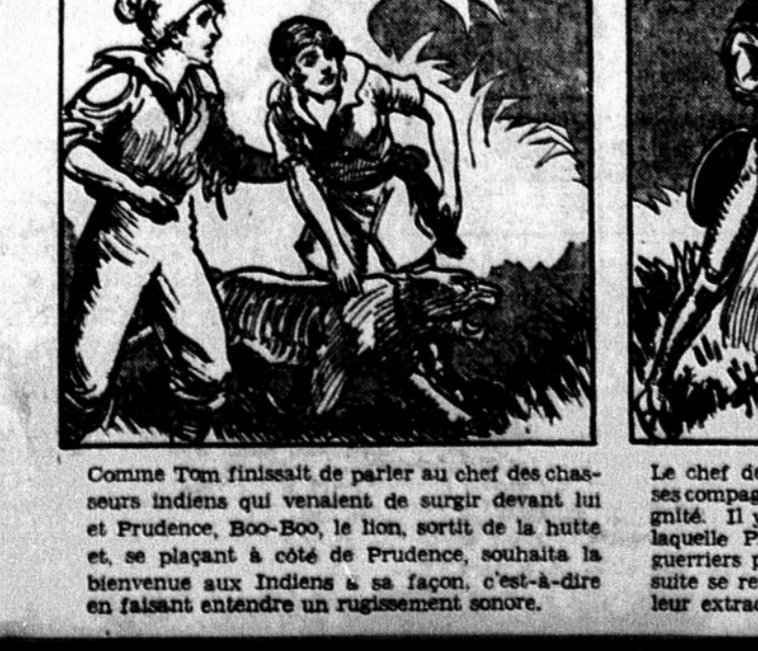 Comme Tom finissait de parler au chef des chas-
seurs indiens qui venaient de surgir devant lui
et Prudence, Boo-Boo, le lion, sortit de la hutte
et, se plaçant à côté de Prudence, souhaita la
bienvenue aux Indiens à sa façon, c'est-à-dire
en faisant entendre un rugissement sonore.
Le chef de
ses compag
gnité. Il y
laquelle P
guerriers p
suite se re
leur extrac